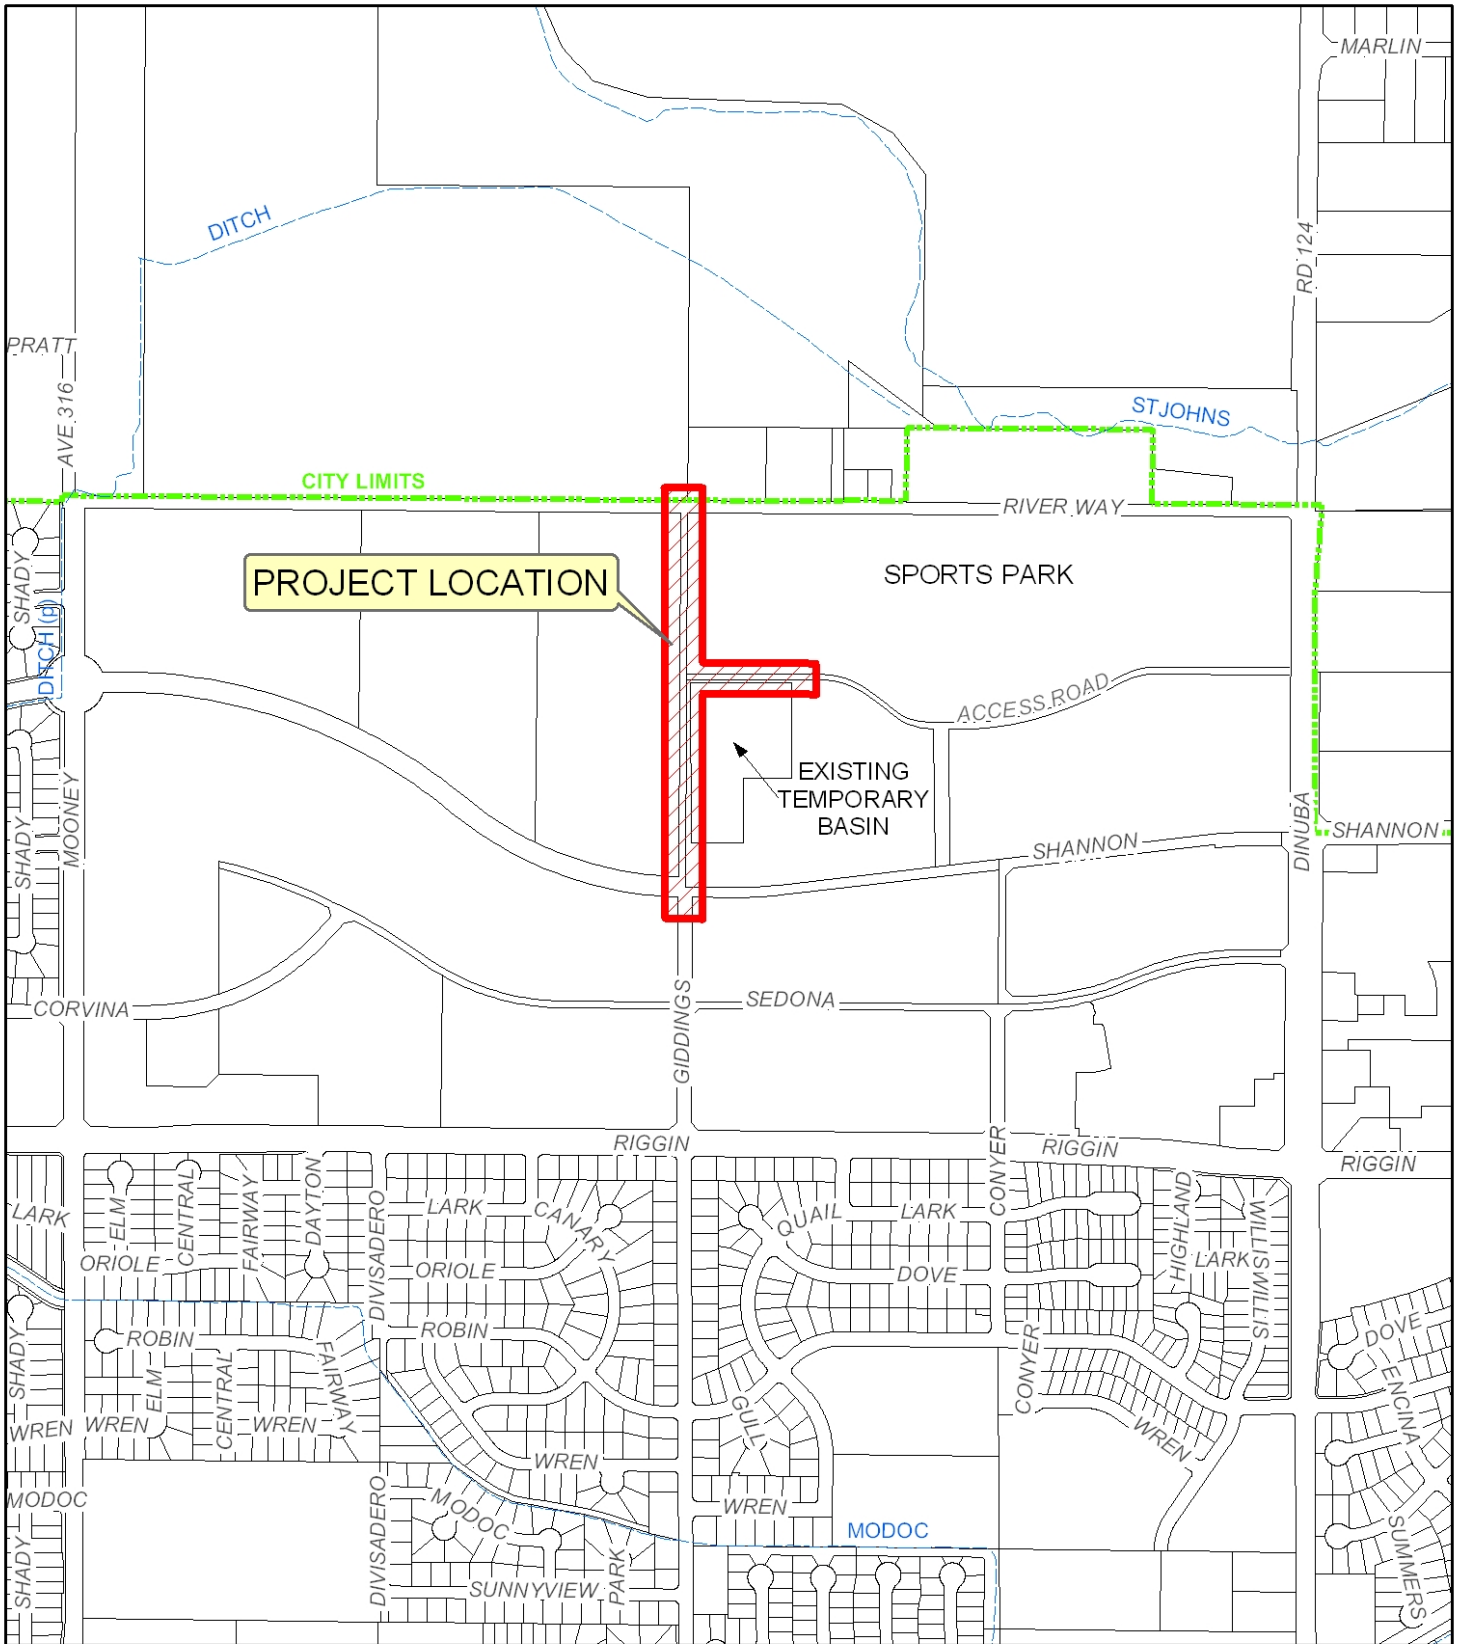 MARLIN
DITCH
RD 124
PRATT
AVE 316
STJOHNS
CITY LIMITS
RIVER WAY
SHADY
PROJECT LOCATION
SPORTS PARK
DITCH (p)
ACCESS ROAD
EXISTING
TEMPORARY
BASIN
SHADY
MOONEY
DINUBA
SHANNON
SHANNON
CORVINA
GIDDINGS
SEDONA
RIGGIN
CONYER
RIGGIN
RIGGIN
LARK
ELM
CENTRAL
FAIRWAY
DAYTON
DIVISADERO
LARK
CANARY
QUAIL
LARK
HIGHLAND
LARK
WILLIS
WILLIS
ORIOLE
ORIOLE
DOVE
SHADY
ROBIN
ROBIN
FAIRWAY
CONYER
DOVE
ELM
CENTRAL
ENCINA
WREN
WREN
WREN
GULL
WREN
WREN
MODOC
DIVISADERO
MODOC
WREN
MODOC
SHADY
SUNNYVIEW
PARK
SUMMERS